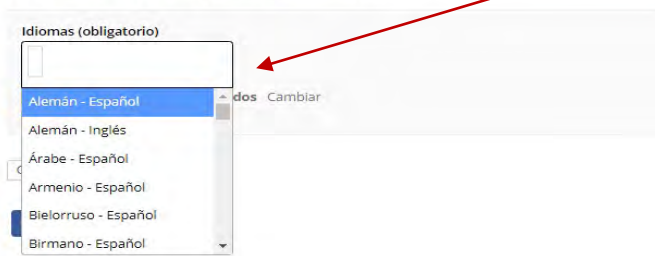 Idiomas (obligatorio)
dos Cambiar
Alemán - Español
Alemán - Inglés
Árabe - Español
Armenio - Español
Bielorruso - Español
Birmano - Español